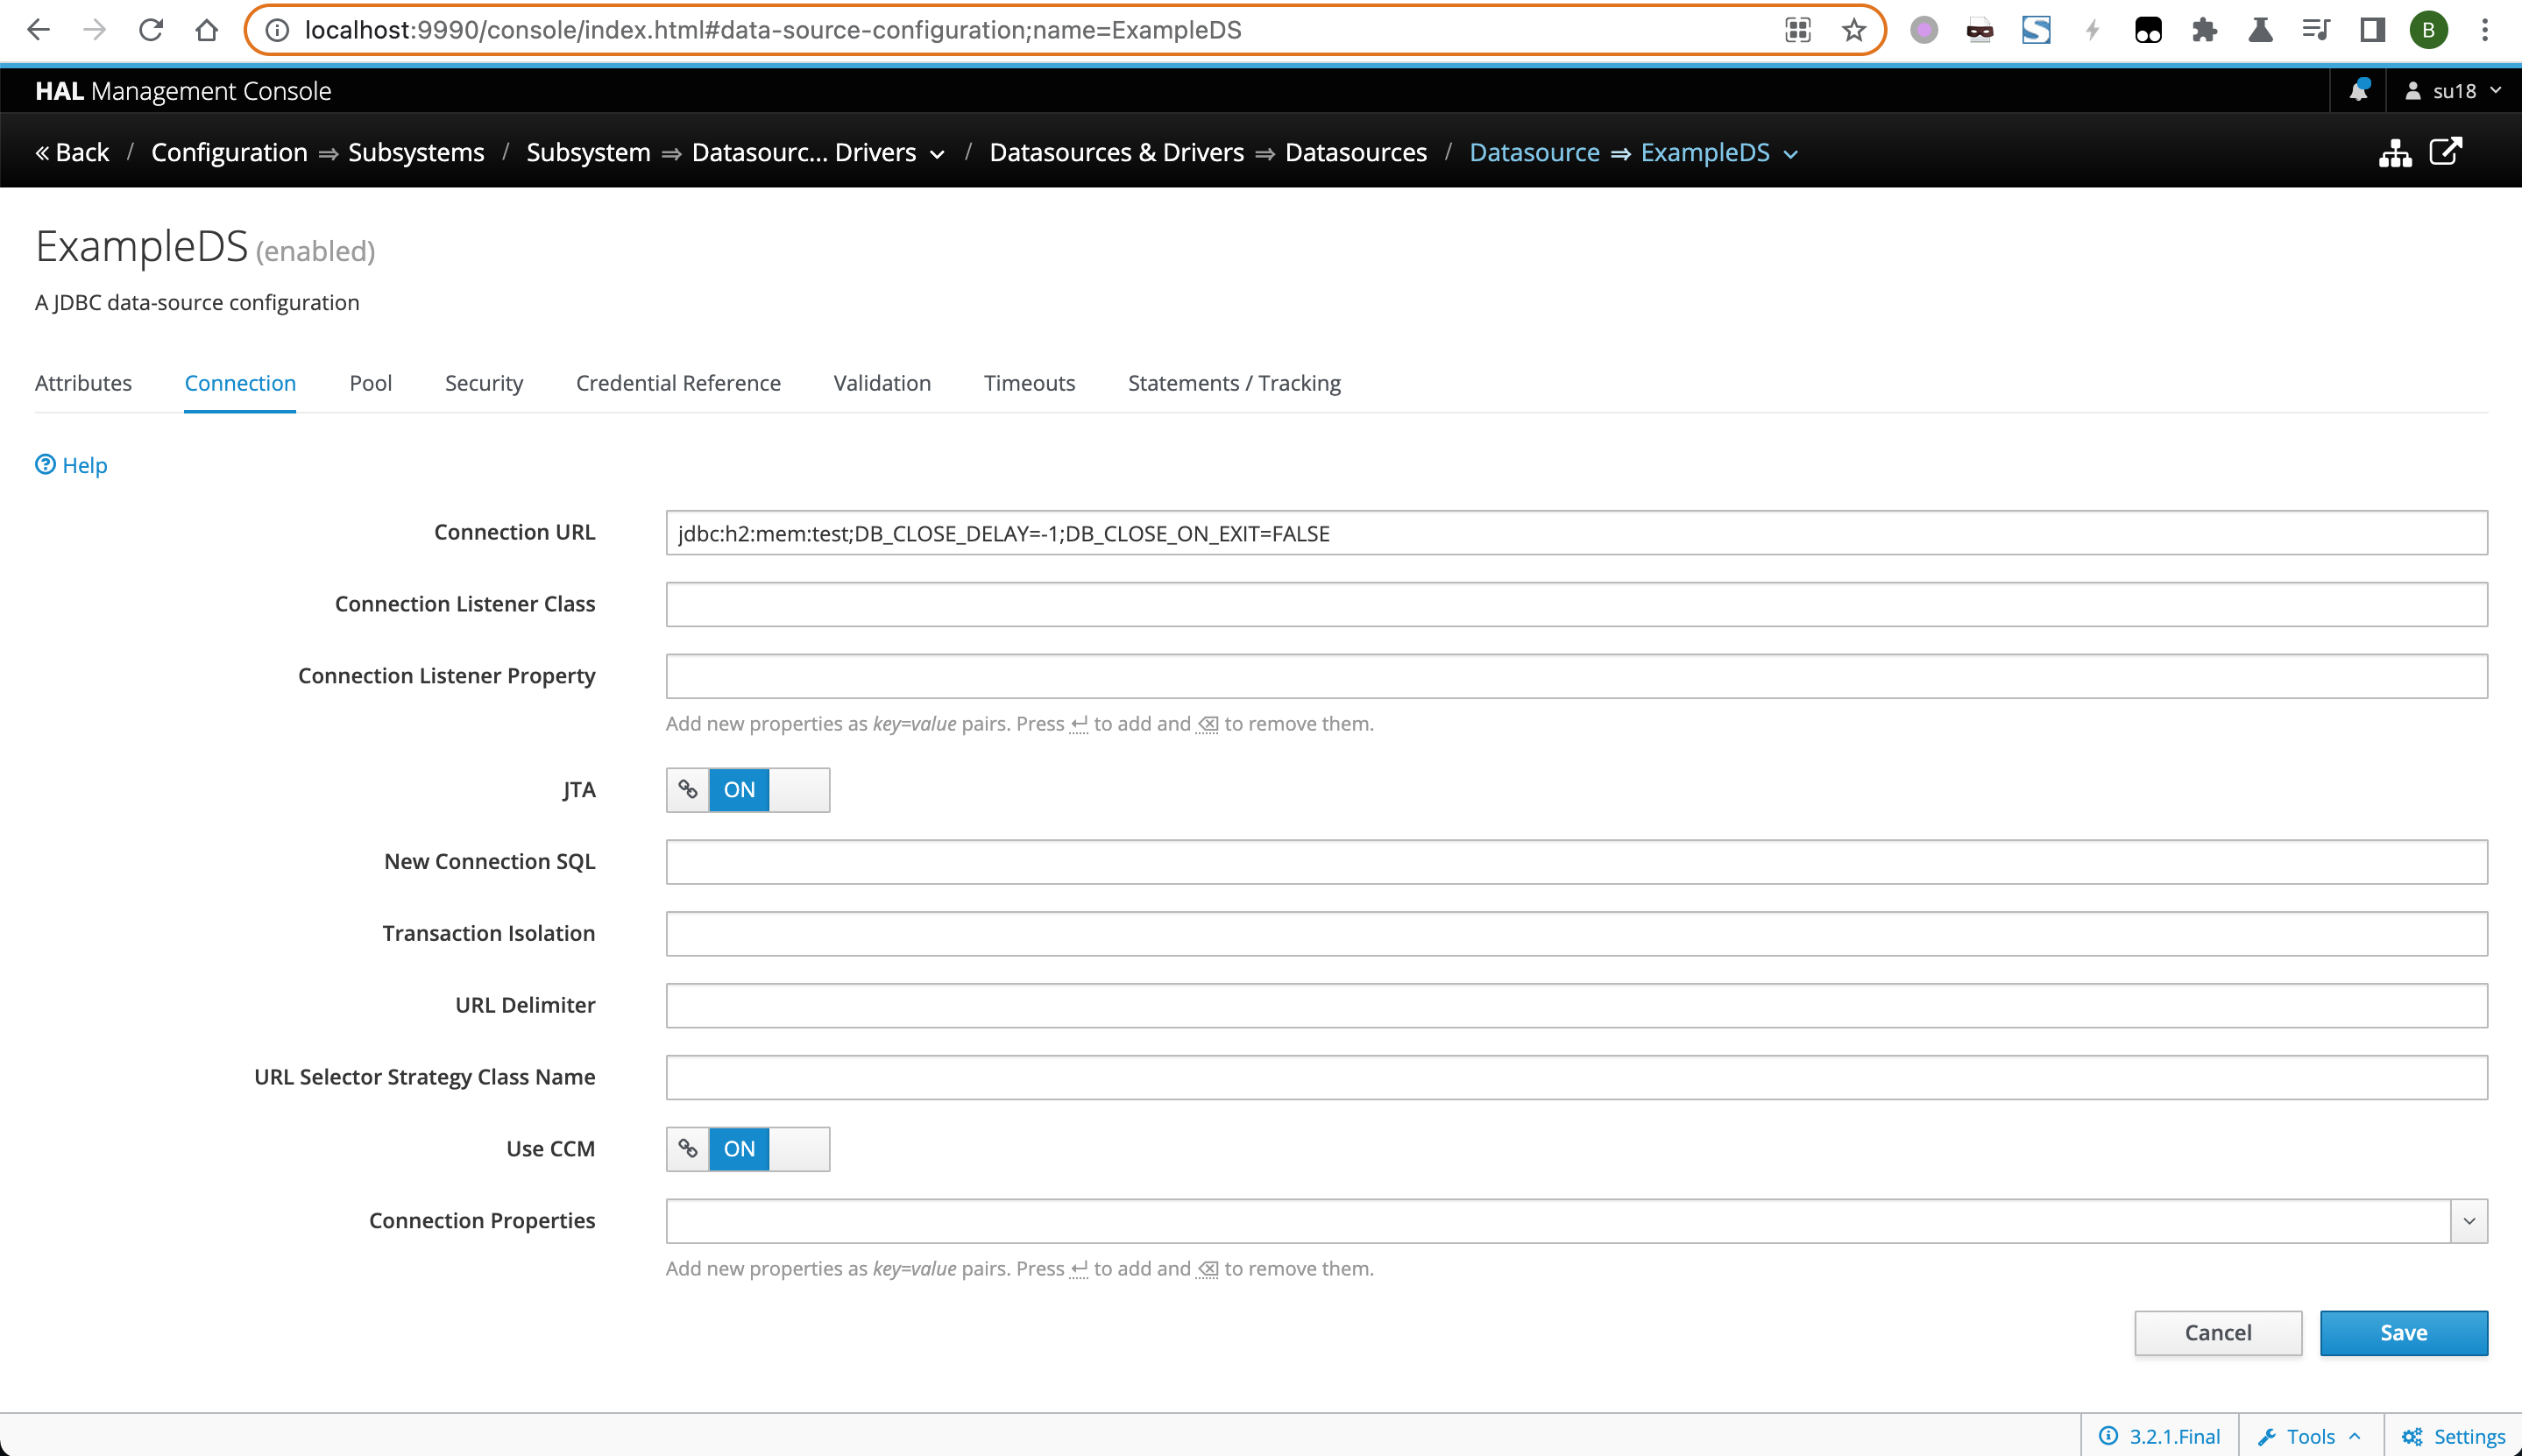 localhost:9990/console/index.html#data-source-configuration;name=ExampleDS
B
HAL Management Console
su18
« Back / Configuration ⇒ Subsystems / Subsystem ⇒ Datasourc... Drivers / Datasources & Drivers ⇒ Datasources / Datasource ⇒ ExampleDS
ExampleDS (enabled)
A JDBC data-source configuration
Attributes Connection Pool Security Credential Reference Validation Timeouts Statements / Tracking
Help
Connection URL jdbc:h2:mem:test;DB_CLOSE_DELAY=-1;DB_CLOSE_ON_EXIT=FALSE
Connection Listener Class
Connection Listener Property
Add new properties as key=value pairs. Press ↵ to add and ⌫ to remove them.
JTA ON
New Connection SQL
Transaction Isolation
URL Delimiter
URL Selector Strategy Class Name
Use CCM ON
Connection Properties
Add new properties as key=value pairs. Press ↵ to add and ⌫ to remove them.
Cancel Save
3.2.1.Final Tools Settings